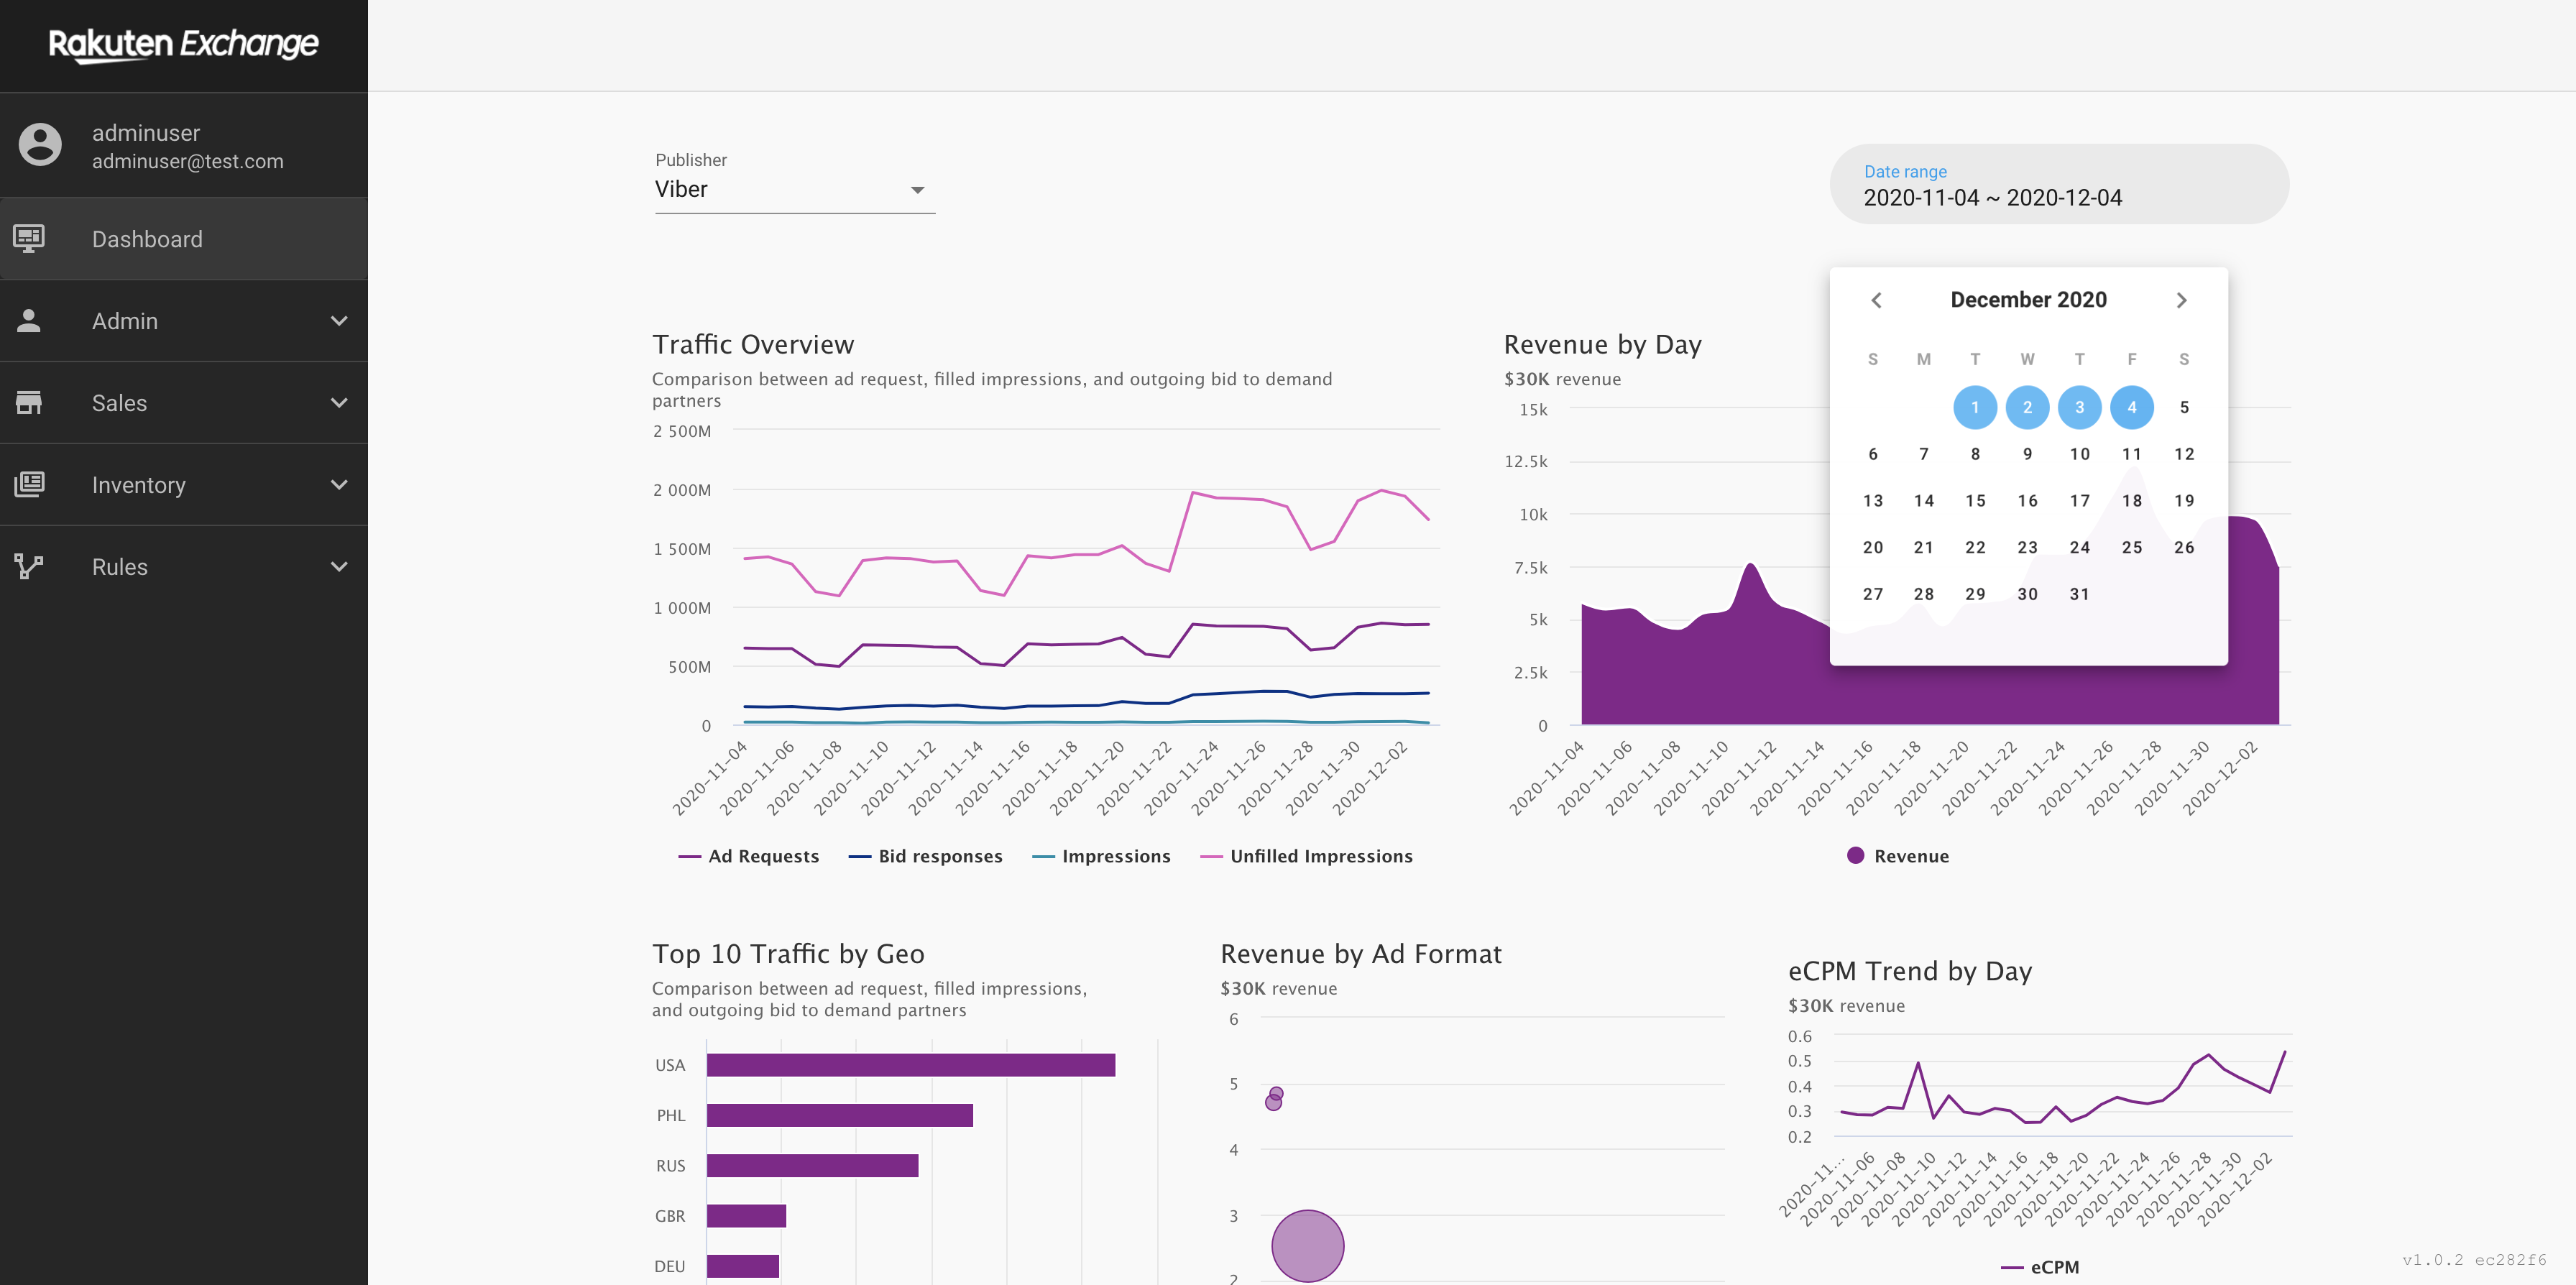 Rakuten Exchange
adminuser
adminuser@test.com
Dashboard
Admin
Sales
Inventory
Rules
Publisher
Viber
Date range
2020-11-04 ~ 2020-12-04
December 2020
S M T W T F S
1 2 3 4 5
6 7 8 9 10 11 12
13 14 15 16 17 18 19
20 21 22 23 24 25 26
27 28 29 30 31
Traffic Overview
Comparison between ad request, filled impressions, and outgoing bid to demand
partners
2 500M
2 000M
1 500M
1 000M
500M
0
2020-11-04
2020-11-06
2020-11-08
2020-11-10
2020-11-12
2020-11-14
2020-11-16
2020-11-18
2020-11-20
2020-11-22
2020-11-24
2020-11-26
2020-11-28
2020-11-30
2020-12-02
Ad Requests Bid responses Impressions Unfilled Impressions
Revenue by Day
$30K revenue
15k
12.5k
10k
7.5k
5k
2.5k
0
2020-11-04
2020-11-06
2020-11-08
2020-11-10
2020-11-12
2020-11-14
2020-11-16
2020-11-18
2020-11-20
2020-11-22
2020-11-24
2020-11-26
2020-11-28
2020-11-30
2020-12-02
Revenue
Top 10 Traffic by Geo
Comparison between ad request, filled impressions,
and outgoing bid to demand partners
USA
PHL
RUS
GBR
DEU
Revenue by Ad Format
$30K revenue
6
5
4
3
2
eCPM Trend by Day
$30K revenue
0.6
0.5
0.4
0.3
0.2
2020-11...
2020-11-06
2020-11-08
2020-11-10
2020-11-12
2020-11-14
2020-11-16
2020-11-18
2020-11-20
2020-11-22
2020-11-24
2020-11-26
2020-11-28
2020-11-30
2020-12-02
eCPM
v1.0.2 ec282f6